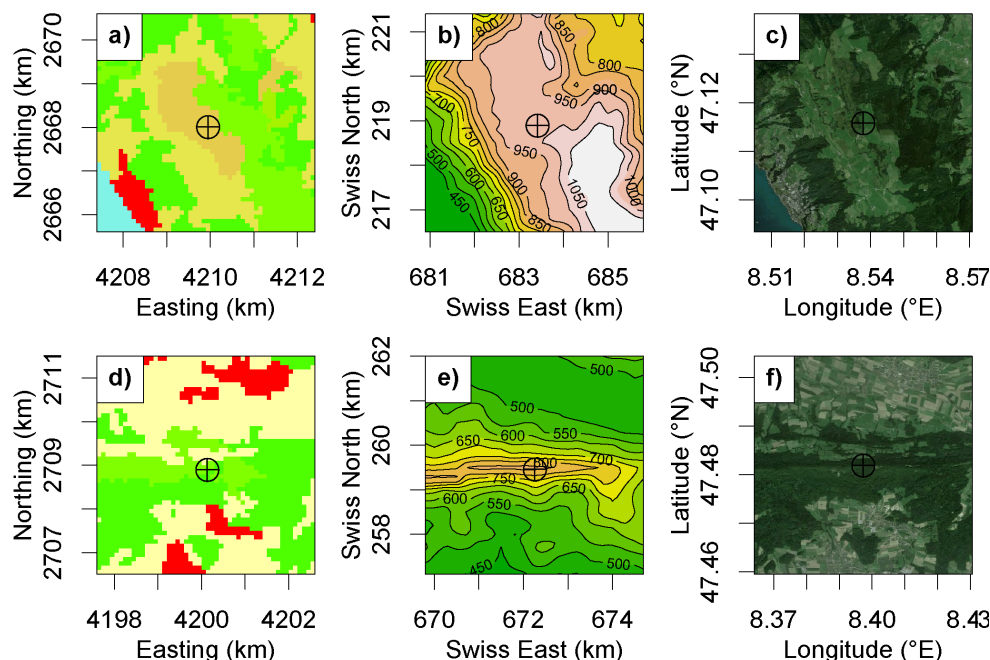 a)
2670
2668
2666
Northing (km)
4208 4210 4212
Easting (km)
b)
221
219
217
Swiss North (km)
800
850
800
900
950
700
750
500
600
650
450
900
850
950
950
1050
1000
681 683 685
Swiss East (km)
c)
47.12
47.10
Latitude (°N)
8.51 8.54 8.57
Longitude (°E)
d)
2711
2709
2707
Northing (km)
4198 4200 4202
Easting (km)
e)
262
260
258
Swiss North (km)
500
500
650
600
550
800
700
750
650
600
550
450
500
670 672 674
Swiss East (km)
f)
47.50
47.48
47.46
Latitude (°N)
8.37 8.40 8.43
Longitude (°E)